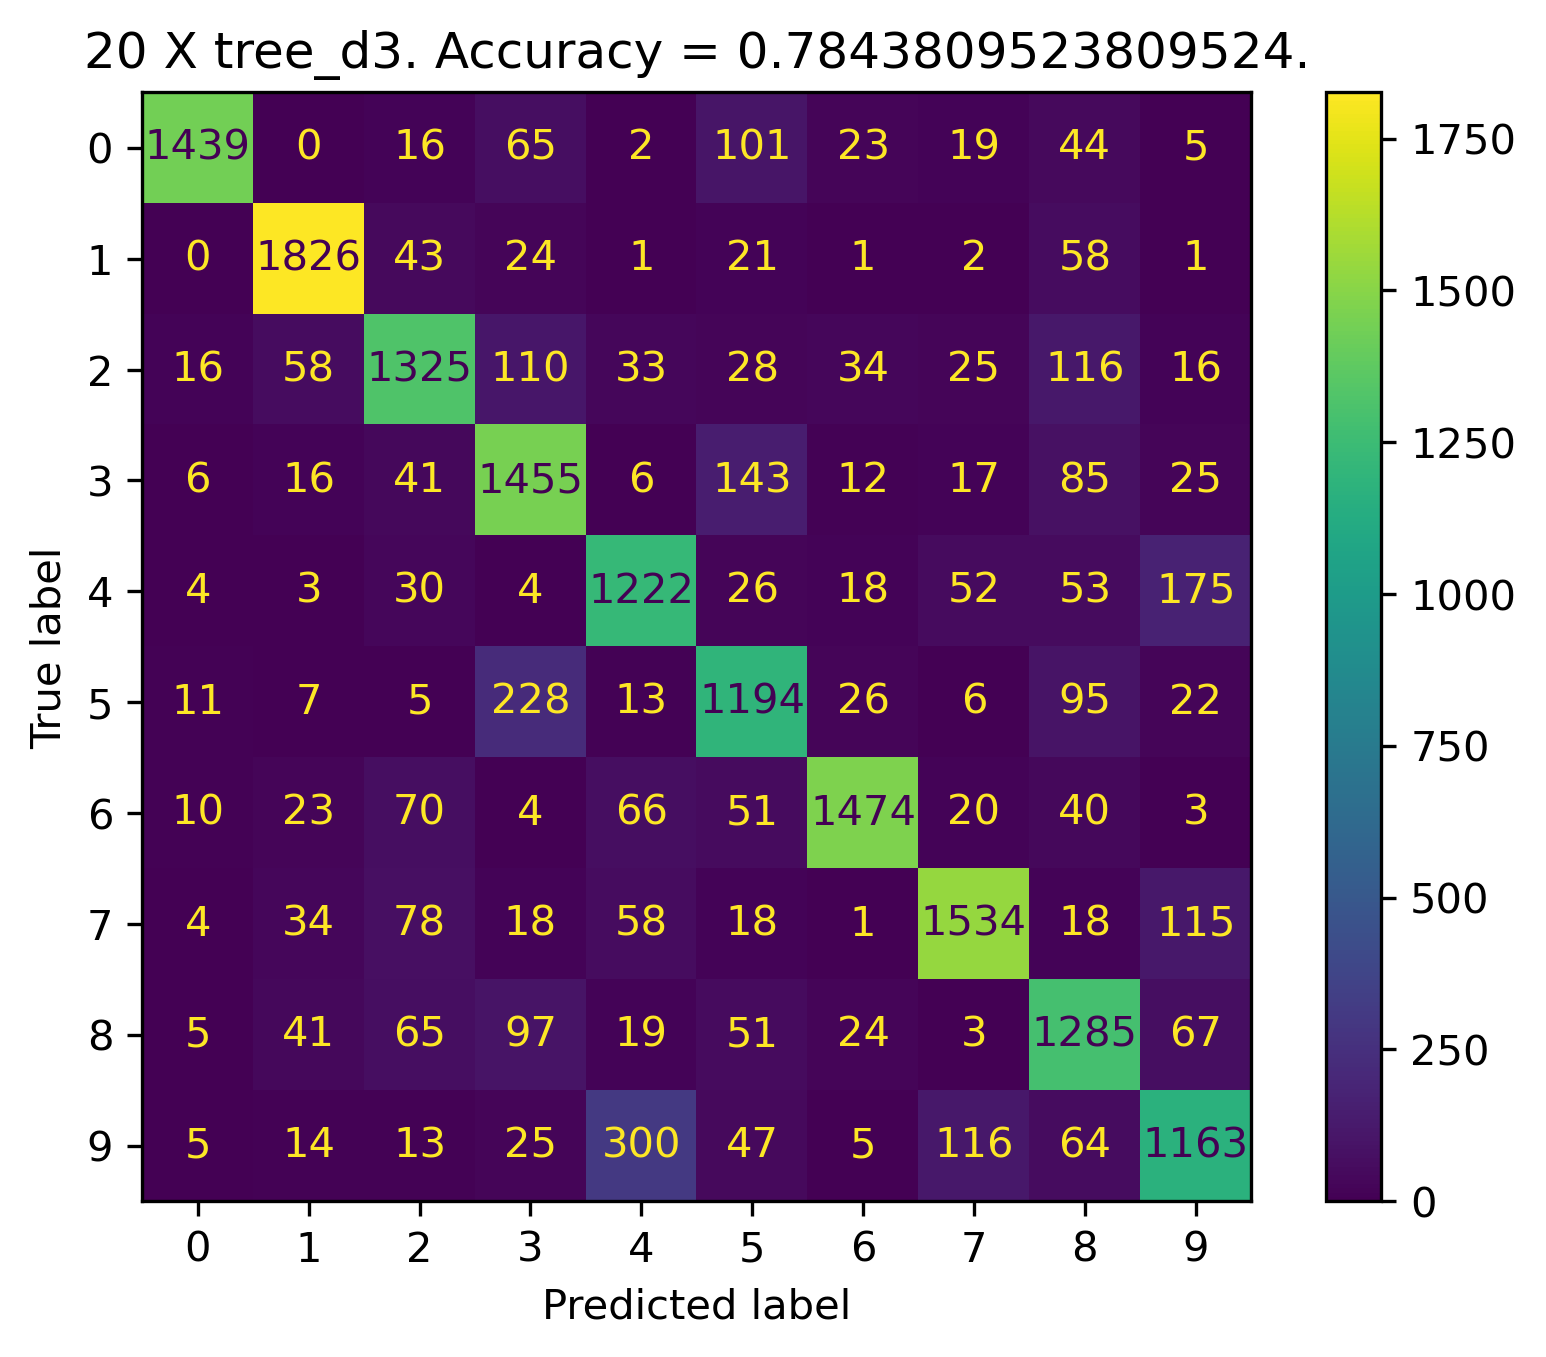 20 X tree_d3. Accuracy = 0.7843809523809524.
True label
0 1439 0 16 65 2 101 23 19 44 5
1 0 1826 43 24 1 21 1 2 58 1
2 16 58 1325 110 33 28 34 25 116 16
3 6 16 41 1455 6 143 12 17 85 25
4 4 3 30 4 1222 26 18 52 53 175
5 11 7 5 228 13 1194 26 6 95 22
6 10 23 70 4 66 51 1474 20 40 3
7 4 34 78 18 58 18 1 1534 18 115
8 5 41 65 97 19 51 24 3 1285 67
9 5 14 13 25 300 47 5 116 64 1163
0 1 2 3 4 5 6 7 8 9
Predicted label
1750
1500
1250
1000
750
500
250
0